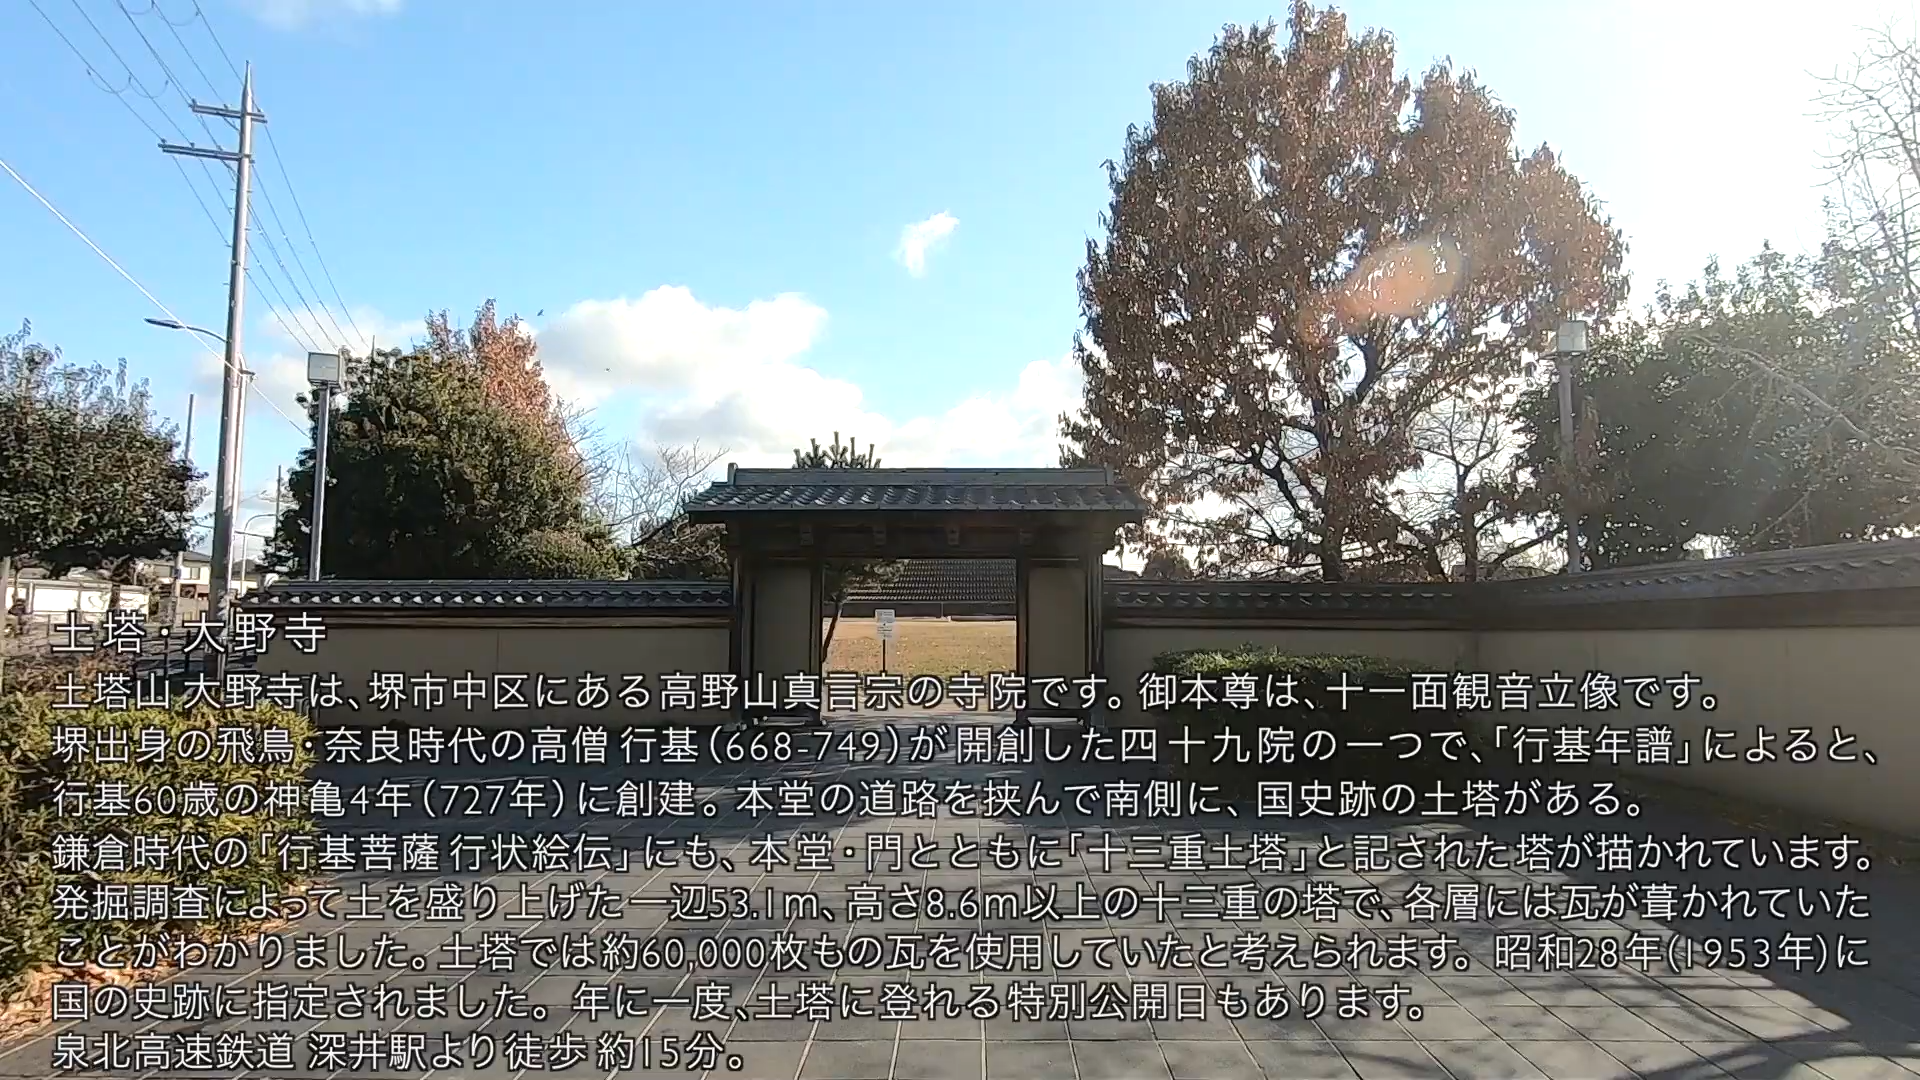 土塔・大野寺
土塔山 大野寺は、堺市中区にある高野山真言宗の寺院です。御本尊は、十一面観音立像です。
堺出身の飛鳥・奈良時代の高僧 行基（668-749）が開創した四十九院の一つで、「行基年譜」によると、
行基60歳の神亀4年（727年）に創建。本堂の道路を挟んで南側に、国史跡の土塔がある。
鎌倉時代の「行基菩薩 行状絵伝」にも、本堂・門とともに「十三重土塔」と記された塔が描かれています。
発掘調査によって土を盛り上げた一辺53.1m、高さ8.6m以上の十三重の塔で、各層には瓦が葺かれていた
ことがわかりました。土塔では約60,000枚もの瓦を使用していたと考えられます。昭和28年(1953年)に
国の史跡に指定されました。年に一度、土塔に登れる特別公開日もあります。
泉北高速鉄道 深井駅より徒歩 約15分。